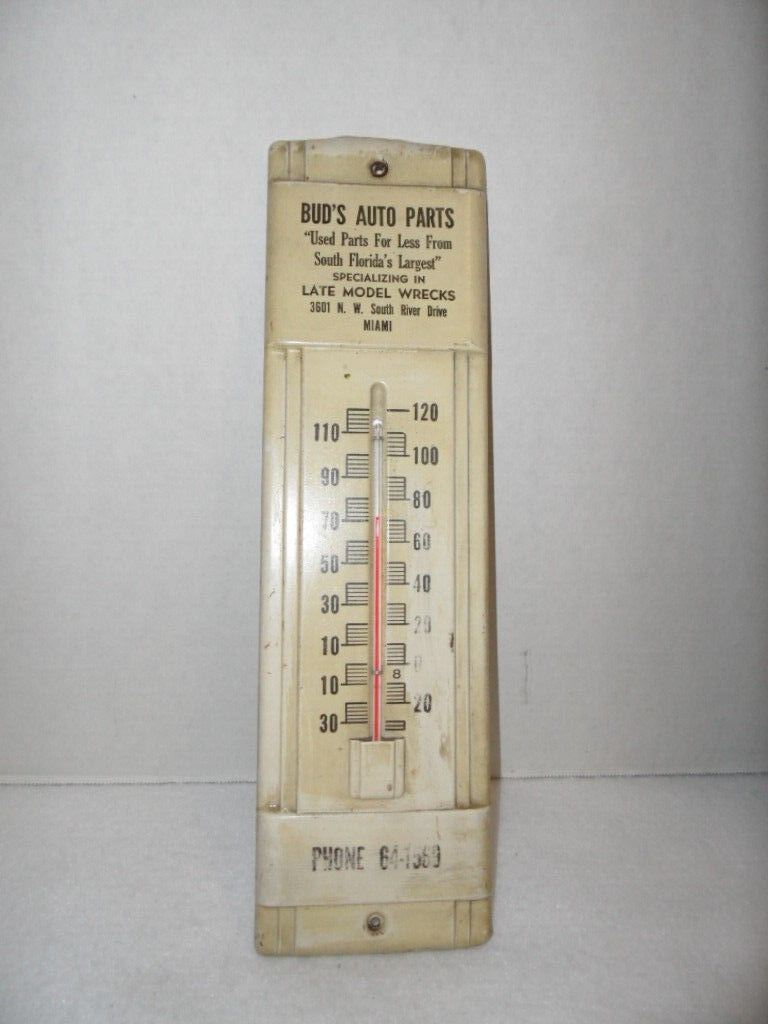 BUD'S AUTO PARTS
"Used Parts For Less From
South Florida's Largest"
SPECIALIZING IN
LATE MODEL WRECKS
3601 N. W. South River Drive
MIAMI
120
110
100
90
80
70
60
50
40
30
20
10
0
8
10
20
30
PHONE